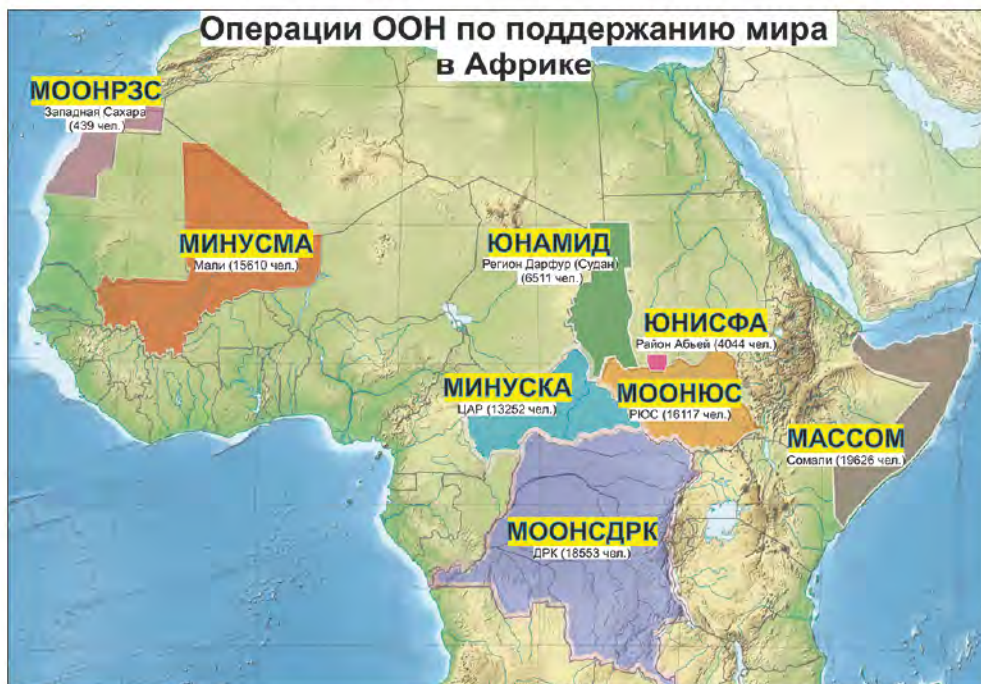 Операции ООН по поддержанию мира
в Африке
МООНРЗС
Западная Сахара
(439 чел.)
МИНУСМА
Мали (15610 чел.)
ЮНАМИД
Регион Дарфур (Судан)
(6511 чел.)
ЮНИСФА
Район Абьей (4044 чел.)
МИНУСКА
ЦАР (13252 чел.)
МООНЮС
РЮС (16117 чел.)
МАССОМ
Сомали (19626 чел.)
МООНСДРК
ДРК (18553 чел.)